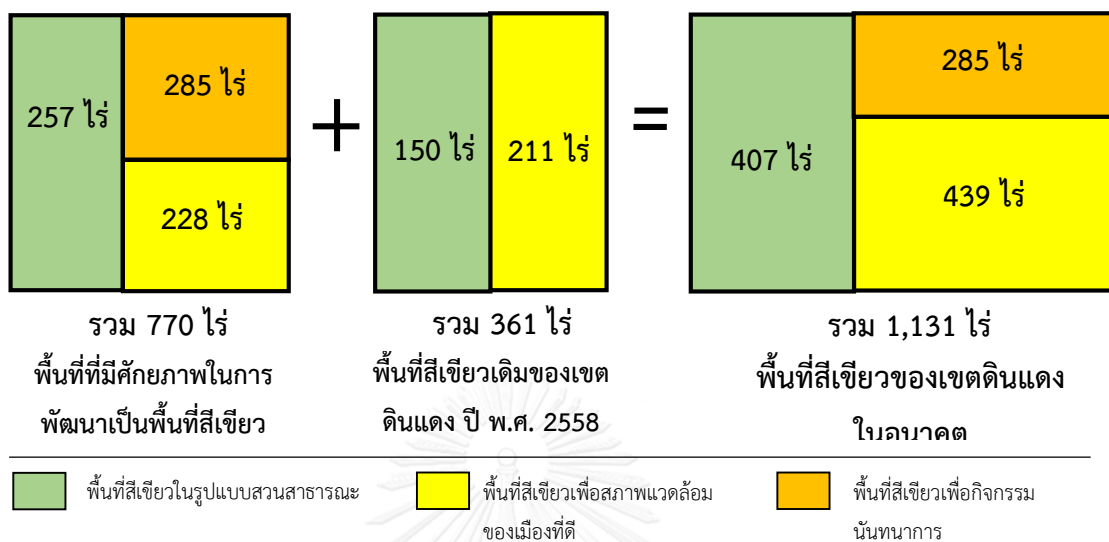 257 ไร่
285 ไร่
228 ไร่
+
150 ไร่
211 ไร่
=
407 ไร่
285 ไร่
439 ไร่
รวม 770 ไร่
พื้นที่ที่มีศักยภาพในการ
พัฒนาเป็นพื้นที่สีเขียว
รวม 361 ไร่
พื้นที่สีเขียวเดิมของเขต
ดินแดง ปี พ.ศ. 2558
รวม 1,131 ไร่
พื้นที่สีเขียวของเขตดินแดง
ในอนาคต
พื้นที่สีเขียวในรูปแบบสวนสาธารณะ
พื้นที่สีเขียวเพื่อสภาพแวดล้อม
ของเมืองที่ดี
พื้นที่สีเขียวเพื่อกิจกรรม
นันทนาการ